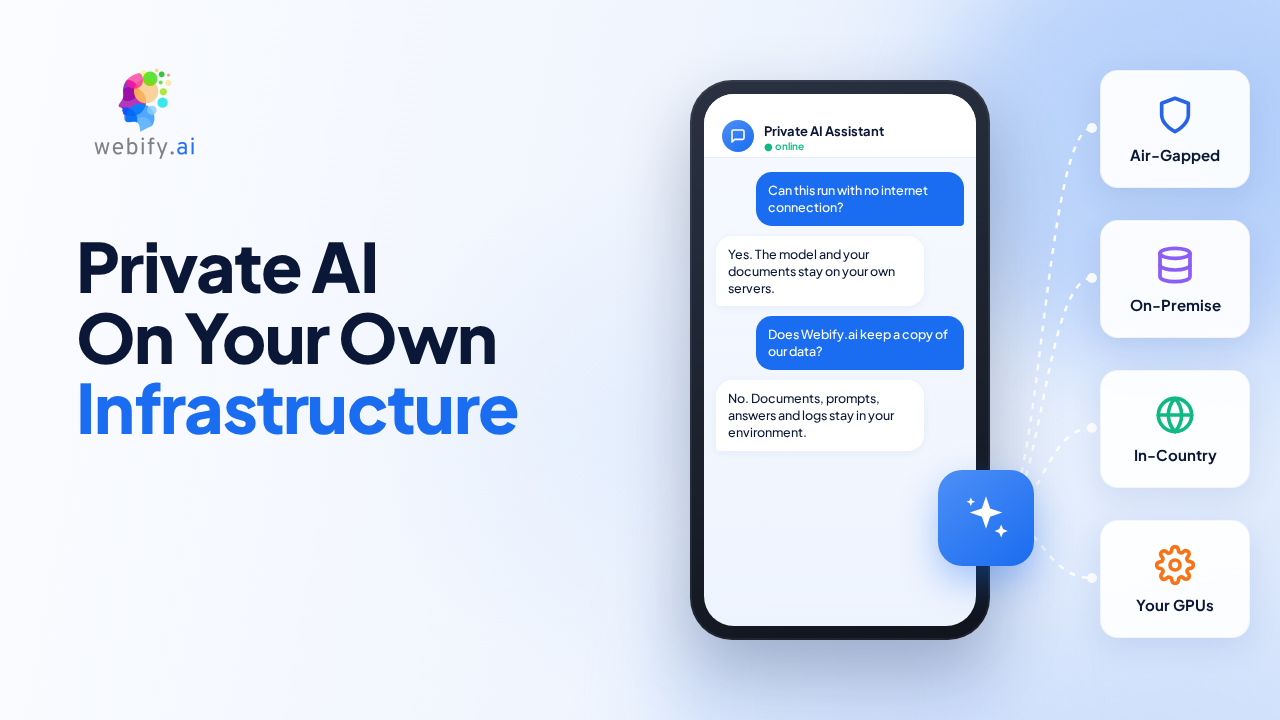 webify.ai
Private AI
On Your Own
Infrastructure
Private AI Assistant
online
Can this run with no internet
connection?
Yes. The model and your
documents stay on your own
servers.
Does Webify.ai keep a copy of
our data?
No. Documents, prompts,
answers and logs stay in your
environment.
Air-Gapped
On-Premise
In-Country
Your GPUs